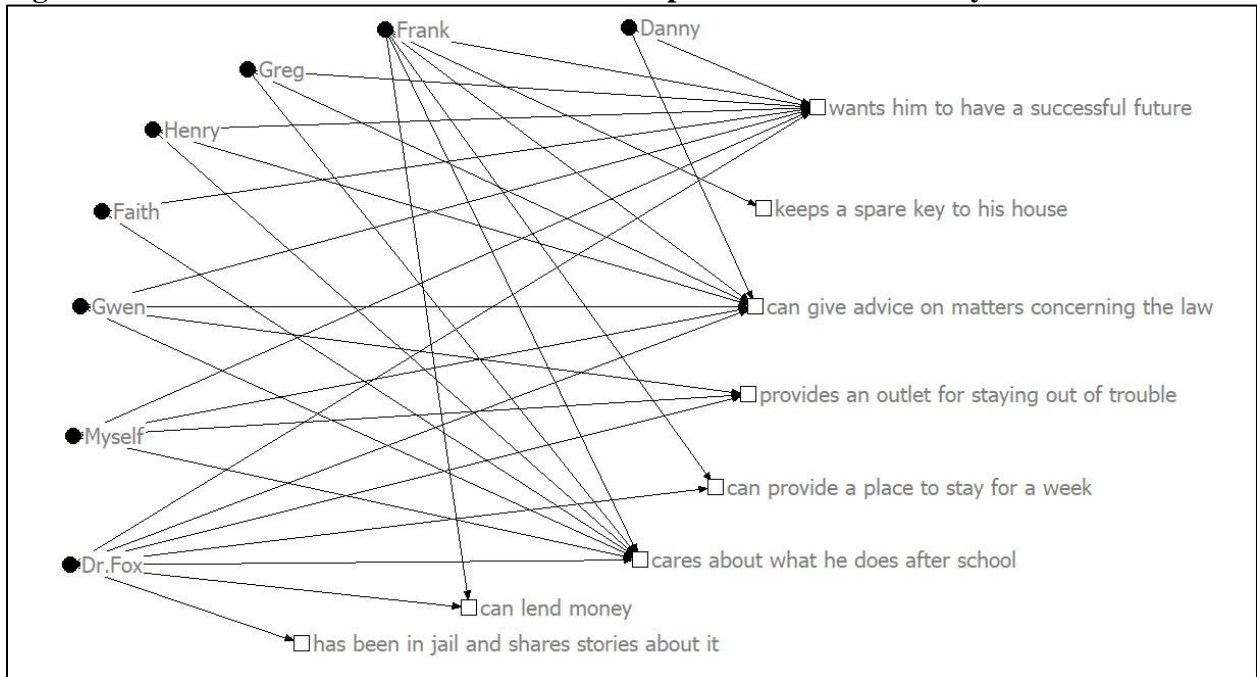 Frank
Danny
Greg
wants him to have a successful future
Henry
Faith
keeps a spare key to his house
Gwen
can give advice on matters concerning the law
provides an outlet for staying out of trouble
Myself
can provide a place to stay for a week
Dr.Fox
cares about what he does after school
can lend money
has been in jail and shares stories about it